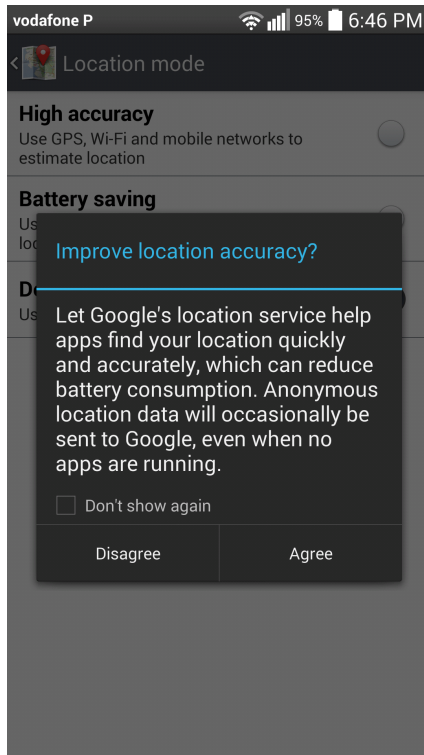 vodafone P 95% 6:46 PM
Location mode
High accuracy
Use GPS, Wi-Fi and mobile networks to
estimate location
Battery saving
Improve location accuracy?
Let Google's location service help
apps find your location quickly
and accurately, which can reduce
battery consumption. Anonymous
location data will occasionally be
sent to Google, even when no
apps are running.
Don't show again
Disagree Agree